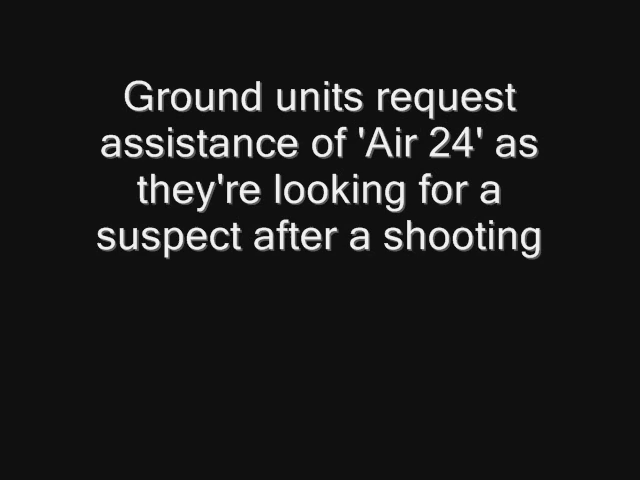 Ground units request
assistance of 'Air 24' as
they're looking for a
suspect after a shooting